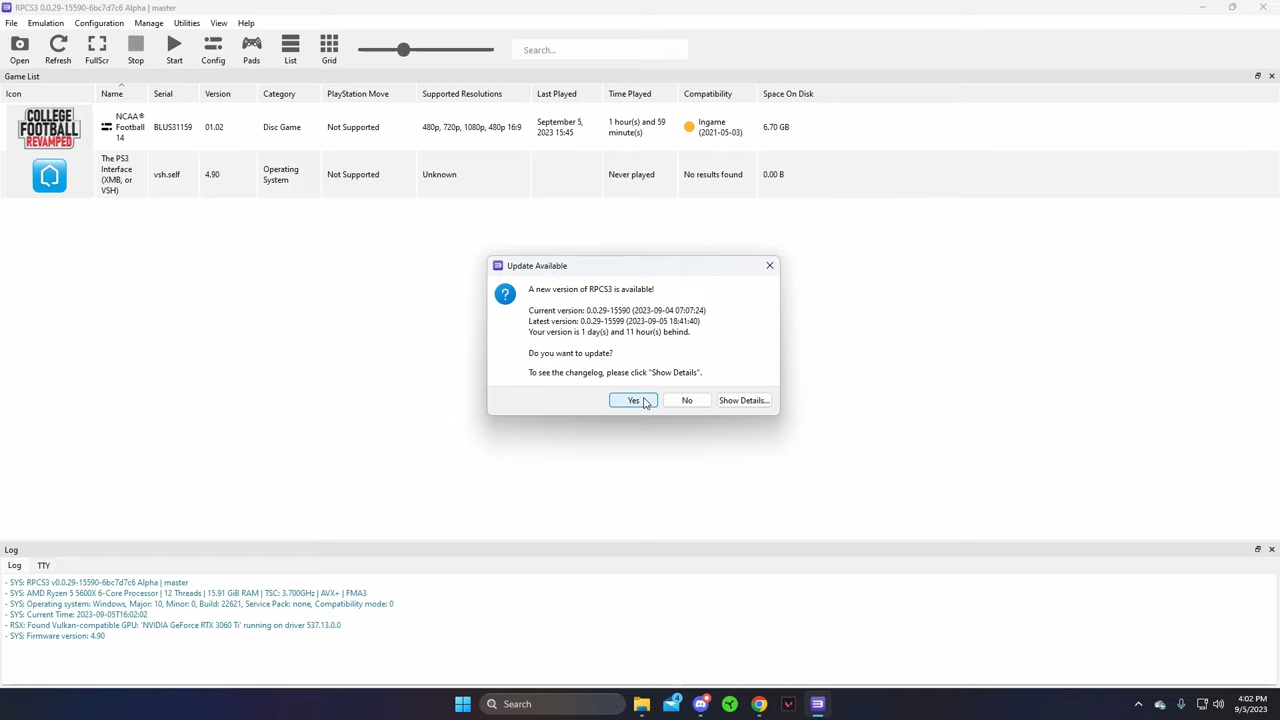 RPCS3 0.0.29-15590-6bc7d7c6 Alpha | master
File Emulation Configuration Manage Utilities View Help
Open Refresh FullScr Stop Start Config Pads List Grid Search...
Game List
Icon Name Serial Version Category PlayStation Move Supported Resolutions Last Played Time Played Compatibility Space On Disk
COLLEGE
FOOTBALL
REVAMPED
NCAA®
Football
14
BLUS31159 01.02 Disc Game Not Supported 480p, 720p, 1080p, 480p 16:9
September 5,
2023 15:45
1 hour(s) and 59
minute(s)
Ingame
(2021-05-03)
6.70 GB
The PS3
Interface
(XMB, or
VSH)
vsh.self 4.90
Operating
System
Not Supported Unknown Never played No results found 0.00 B
Update Available
A new version of RPCS3 is available!
Current version: 0.0.29-15590 (2023-09-04 07:07:24)
Latest version: 0.0.29-15599 (2023-09-05 18:41:40)
Your version is 1 day(s) and 11 hour(s) behind.
Do you want to update?
To see the changelog, please click "Show Details".
Yes No Show Details...
Log
Log TTY
- SYS: RPCS3 v0.0.29-15590-6bc7d7c6 Alpha | master
- SYS: AMD Ryzen 5 5600X 6-Core Processor | 12 Threads | 15.91 GiB RAM | TSC: 3.700GHz | AVX+ | FMA3
- SYS: Operating system: Windows, Major: 10, Minor: 0, Build: 22621, Service Pack: none, Compatibility mode: 0
- SYS: Current Time: 2023-09-05T16:02:02
- RSX: Found Vulkan-compatible GPU: 'NVIDIA GeForce RTX 3060 Ti' running on driver 537.13.0.0
- SYS: Firmware version: 4.90
Search
4
4:02 PM
9/5/2023